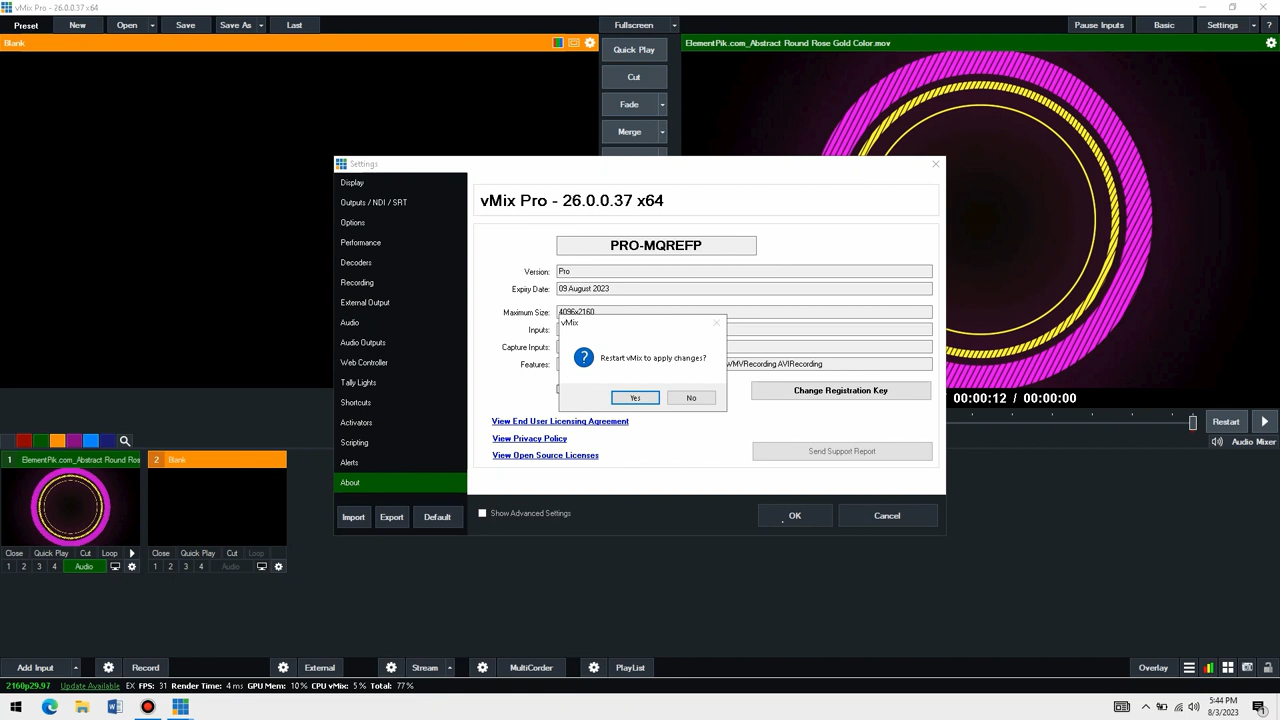 vMix Pro - 26.0.0.37 x64
Preset New Open Save Save As Last Fullscreen Pause Inputs Basic Settings ?
Blank
Quick Play
Cut
Fade
Merge
ElementPik.com_Abstract Round Rose Gold Color.mov
Settings
Display
Outputs / NDI / SRT
Options
Performance
Decoders
Recording
External Output
Audio
Audio Outputs
Web Controller
Tally Lights
Shortcuts
Activators
Scripting
Alerts
About
Import Export Default
vMix Pro - 26.0.0.37 x64
PRO-MQREFP
Version: Pro
Expiry Date: 09 August 2023
Maximum Size: 4096x2160
Inputs:
Capture Inputs:
Features: WMVRecording AVIRecording
vMix
? Restart vMix to apply changes?
Yes No
Change Registration Key
View End User Licensing Agreement
View Privacy Policy
View Open Source Licenses
Send Support Report
Show Advanced Settings OK Cancel
00:00:12 / 00:00:00
Restart
Audio Mixer
1 ElementPik.com_Abstract Round Ros
Close Quick Play Cut Loop
1 2 3 4 Audio
2 Blank
Close Quick Play Cut Loop
1 2 3 4 Audio
Add Input Record External Stream MultiCorder PlayList Overlay
2160p29.97 Update Available EX FPS: 31 Render Time: 4 ms GPU Mem: 10 % CPU vMix: 5 % Total: 77 %
5:44 PM
8/3/2023